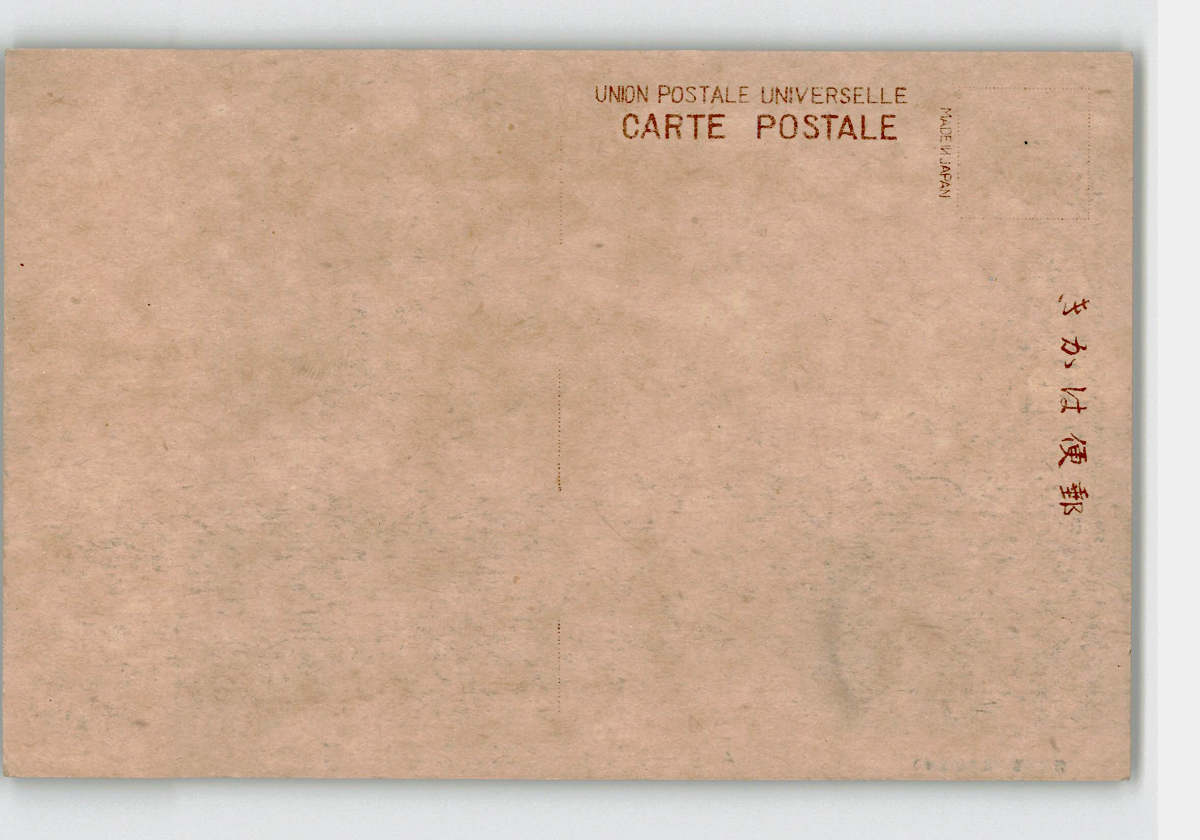 UNION POSTALE UNIVERSELLE
CARTE POSTALE
MADE IN JAPAN
郵便はかき